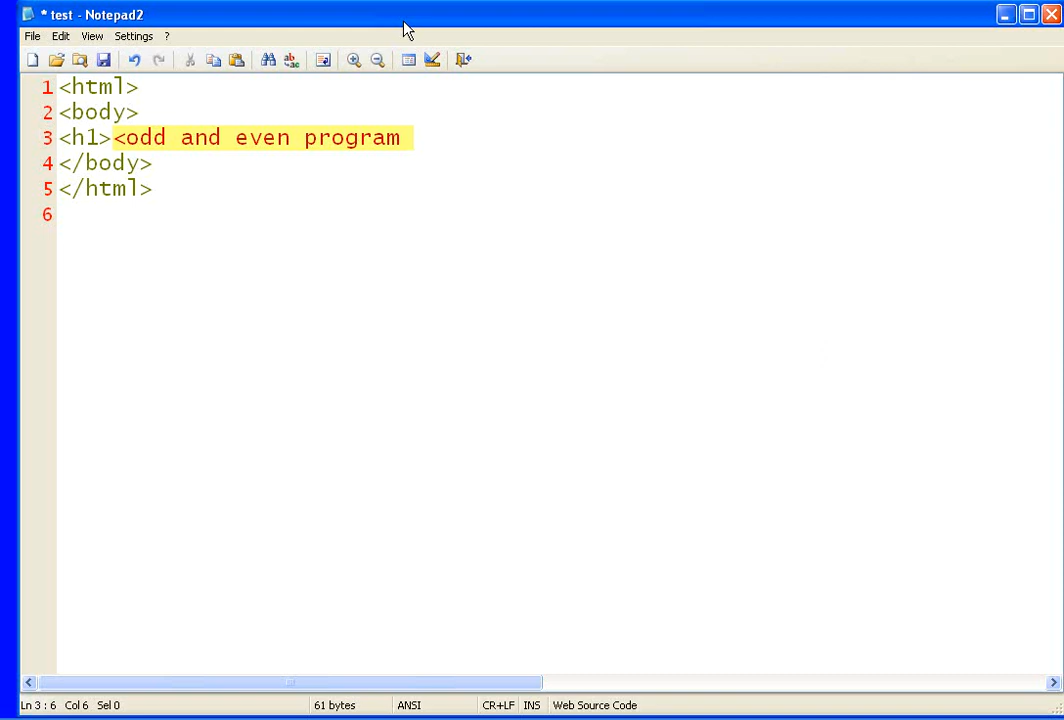 * test - Notepad2
File Edit View Settings ?
1 <html>
2 <body>
3 <h1><odd and even program
4 </body>
5 </html>
6
Ln 3 : 6 Col 6 Sel 0 61 bytes ANSI CR+LF INS Web Source Code